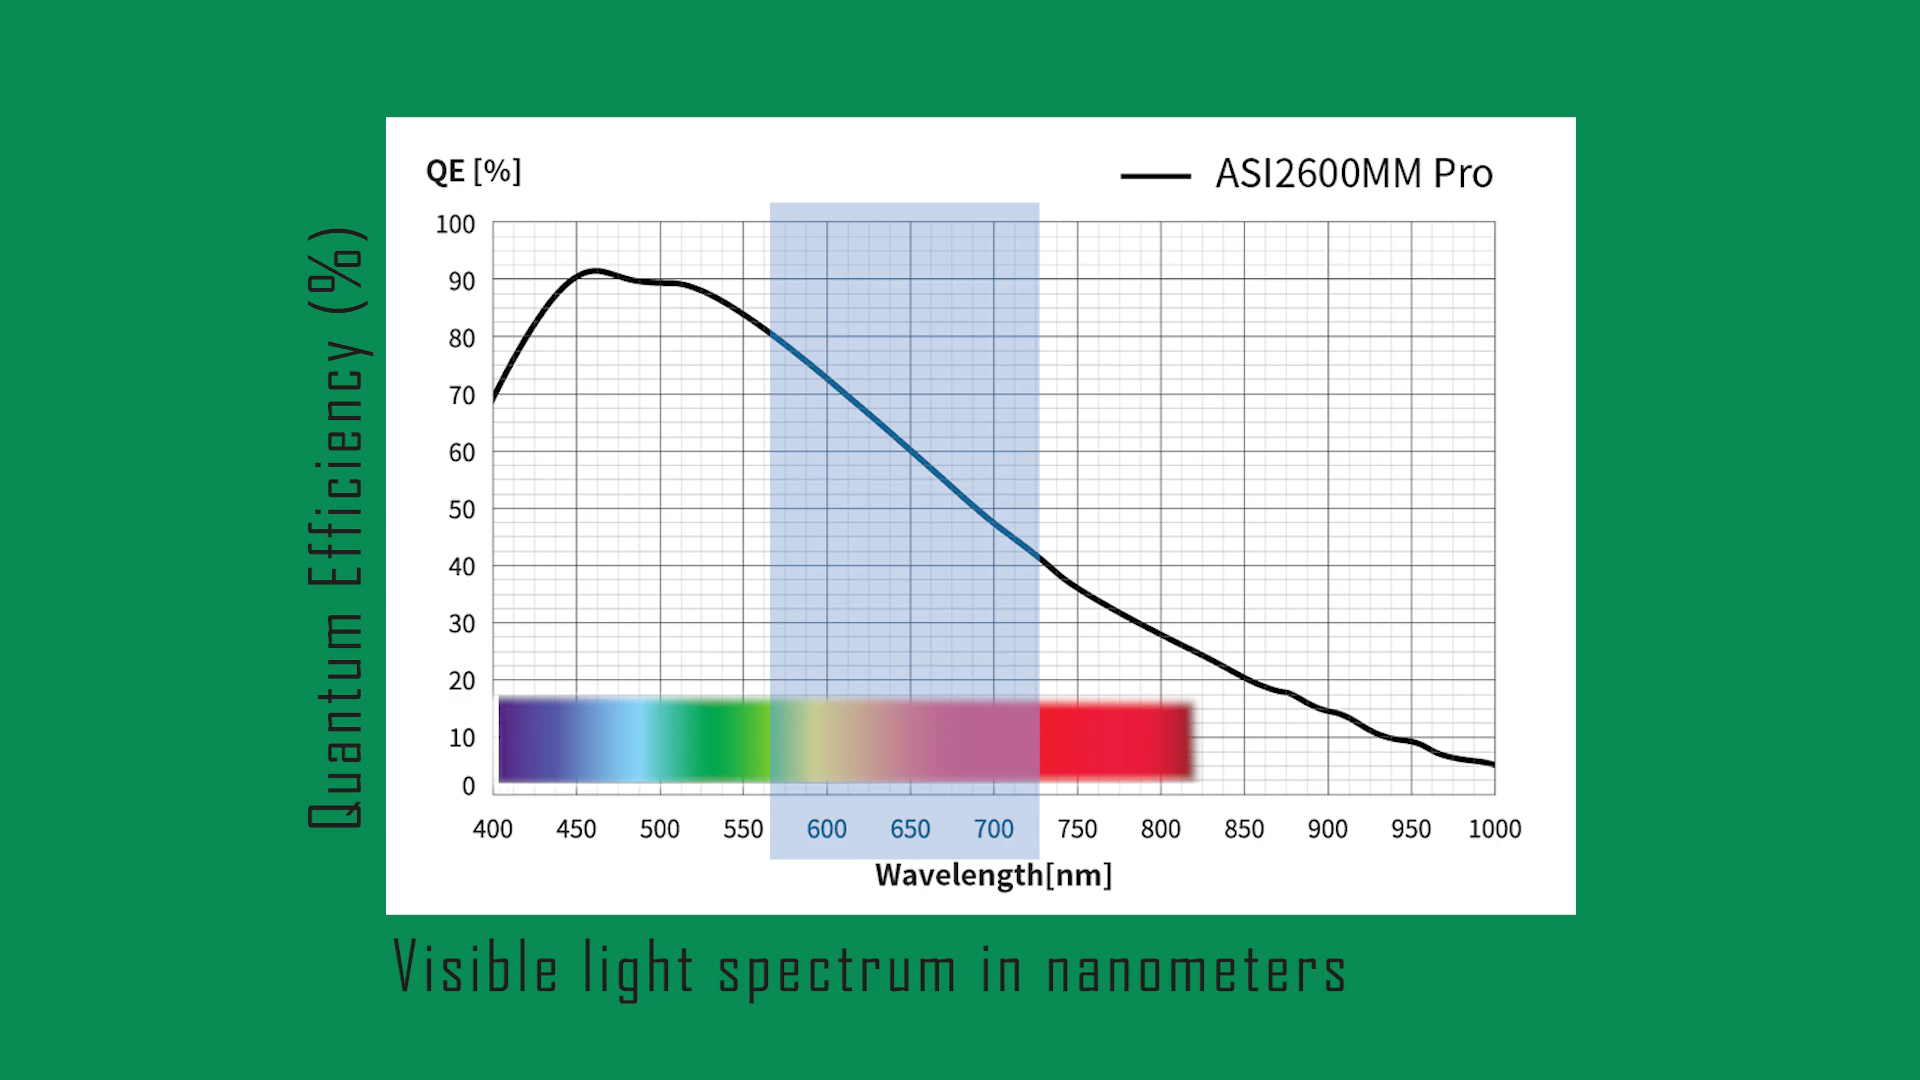 QE [%]
ASI2600MM Pro
100
90
80
70
60
50
40
30
20
10
0
400 450 500 550 600 650 700 750 800 850 900 950 1000
Wavelength[nm]
Quantum Efficiency (%)
Visible light spectrum in nanometers